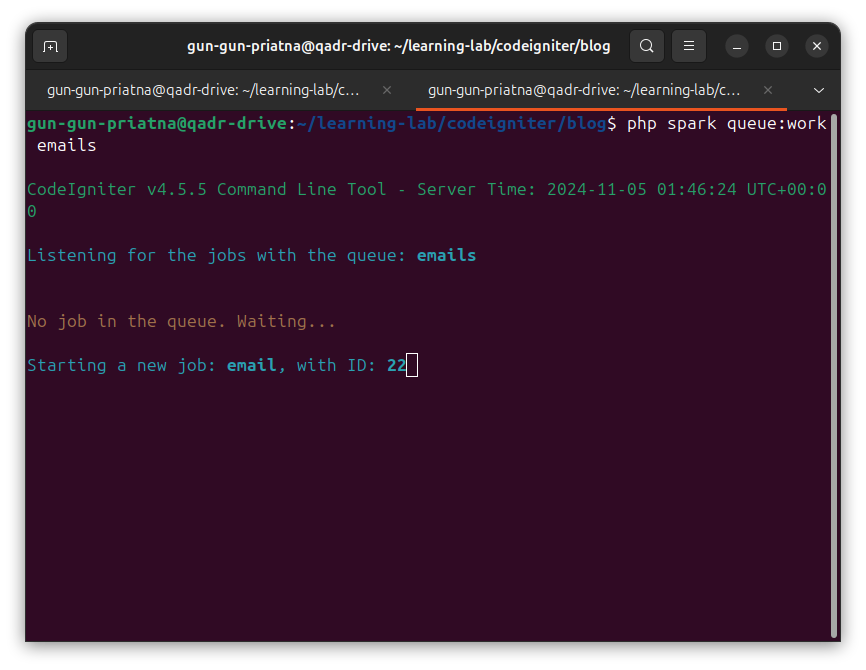 gun-gun-priatna@qadr-drive: ~/learning-lab/codeigniter/blog
gun-gun-priatna@qadr-drive: ~/learning-lab/c...
gun-gun-priatna@qadr-drive: ~/learning-lab/c...
gun-gun-priatna@qadr-drive:~/learning-lab/codeigniter/blog$ php spark queue:work
emails
CodeIgniter v4.5.5 Command Line Tool - Server Time: 2024-11-05 01:46:24 UTC+00:0
0
Listening for the jobs with the queue: emails
No job in the queue. Waiting...
Starting a new job: email, with ID: 22